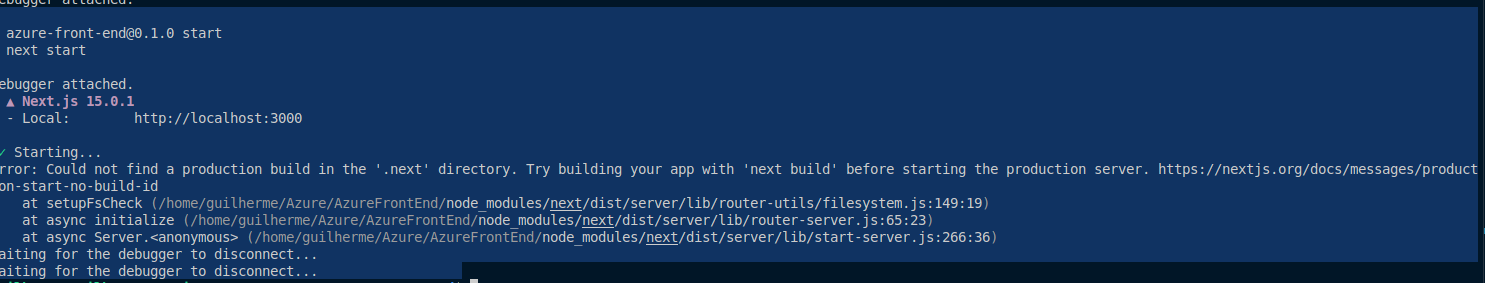 ebugger attached.
azure-front-end@0.1.0 start
next start
ebugger attached.
▲ Next.js 15.0.1
- Local: http://localhost:3000
✓ Starting...
rror: Could not find a production build in the '.next' directory. Try building your app with 'next build' before starting the production server. https://nextjs.org/docs/messages/product
on-start-no-build-id
at setupFsCheck (/home/guilherme/Azure/AzureFrontEnd/node_modules/next/dist/server/lib/router-utils/filesystem.js:149:19)
at async initialize (/home/guilherme/Azure/AzureFrontEnd/node_modules/next/dist/server/lib/router-server.js:65:23)
at async Server.<anonymous> (/home/guilherme/Azure/AzureFrontEnd/node_modules/next/dist/server/lib/start-server.js:266:36)
aiting for the debugger to disconnect...
aiting for the debugger to disconnect...